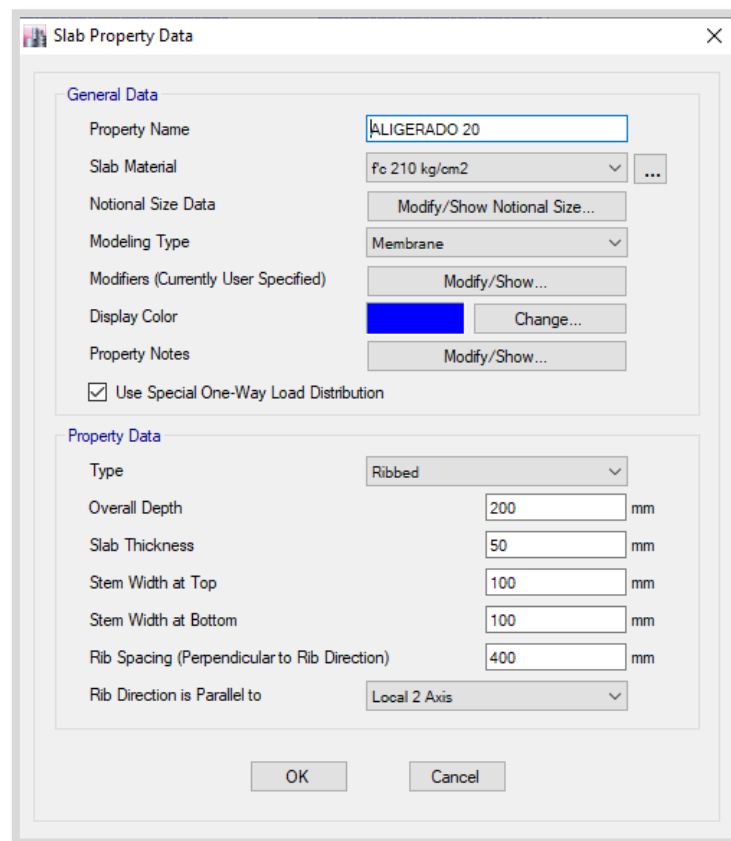 Slab Property Data
General Data
Property Name ALIGERADO 20
Slab Material f'c 210 kg/cm2 ...
Notional Size Data Modify/Show Notional Size...
Modeling Type Membrane
Modifiers (Currently User Specified) Modify/Show...
Display Color Change...
Property Notes Modify/Show...
Use Special One-Way Load Distribution
Property Data
Type Ribbed
Overall Depth 200 mm
Slab Thickness 50 mm
Stem Width at Top 100 mm
Stem Width at Bottom 100 mm
Rib Spacing (Perpendicular to Rib Direction) 400 mm
Rib Direction is Parallel to Local 2 Axis
OK Cancel